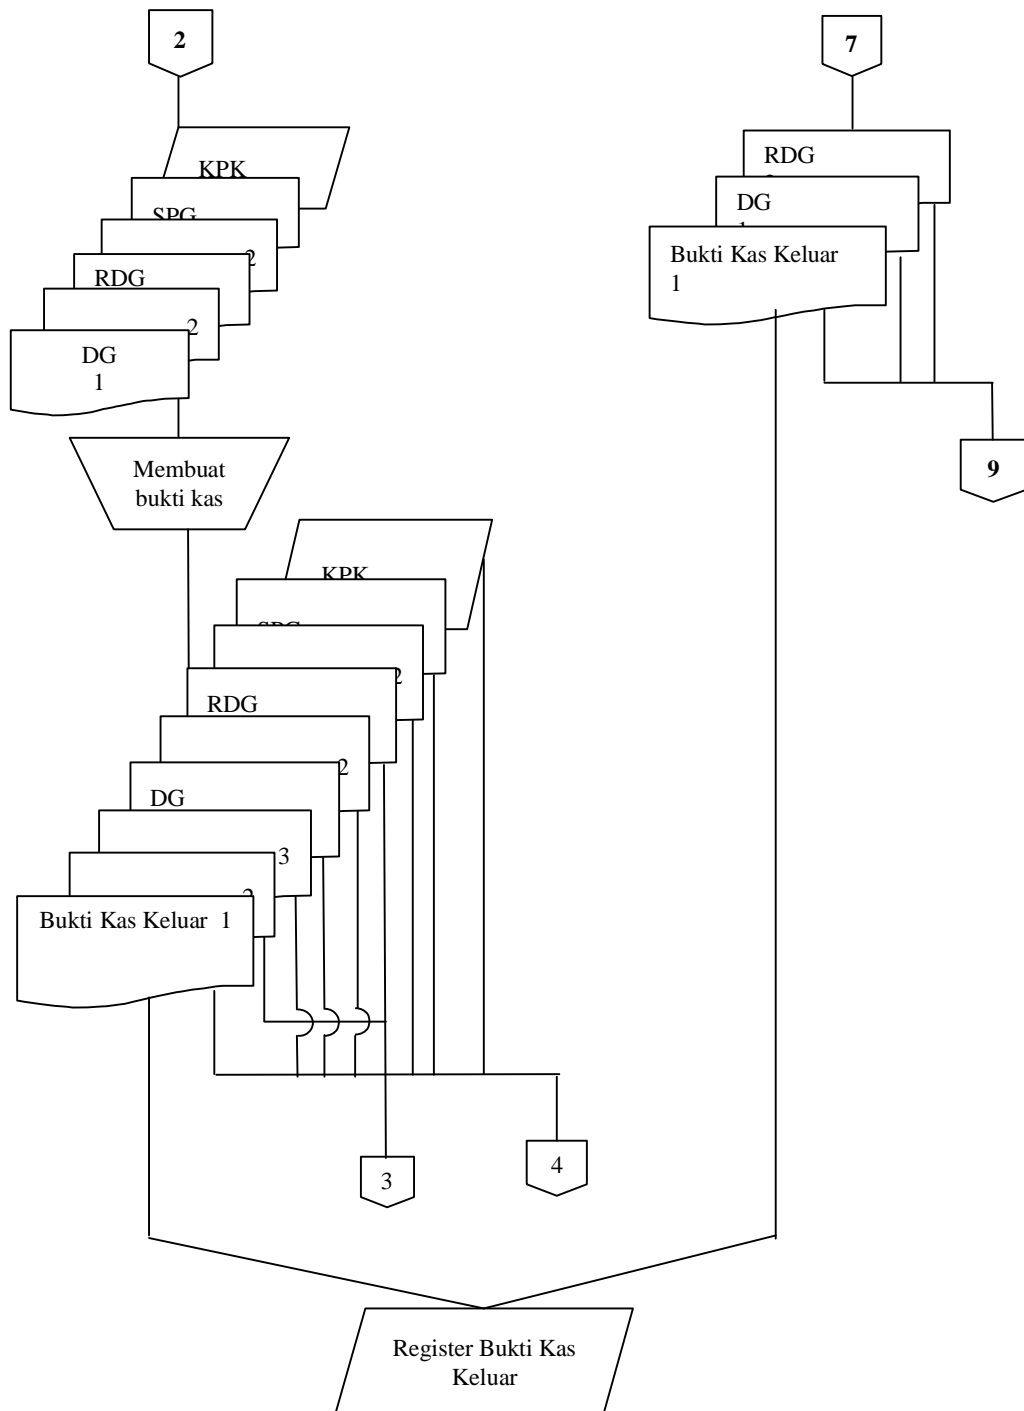 2
KPK
SPG
2
RDG
2
DG
1
Membuat
bukti kas
KPK
SPG
2
RDG
2
DG
3
2
Bukti Kas Keluar 1
3
4
7
RDG
DG
1
Bukti Kas Keluar
1
9
Register Bukti Kas
Keluar